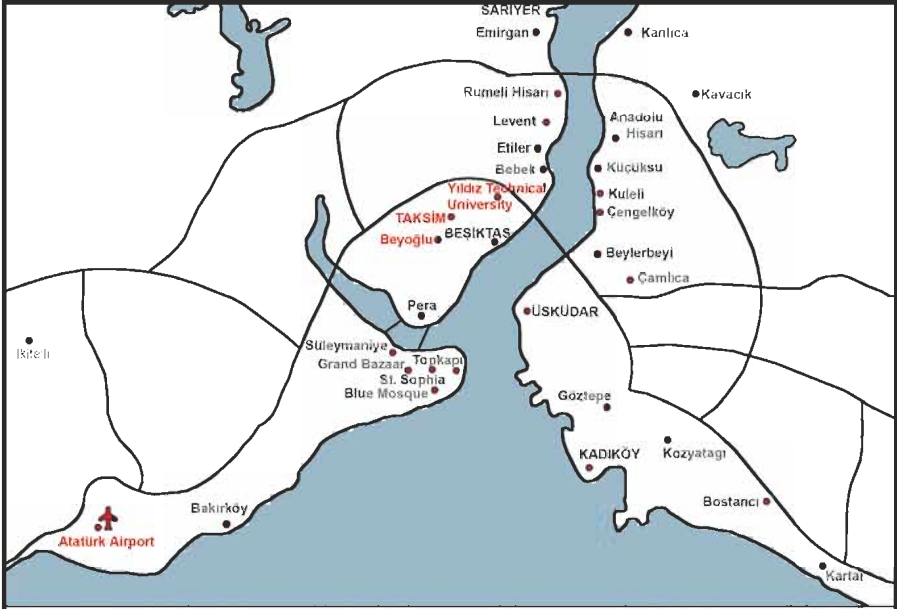 SARIYER
Emirgan
Kanlıca
Rumeli Hisarı
Kavacık
Levent
Anadolu
Hisarı
Etiler
Bebek
Küçüksu
Yıldız Technical
University
Kuleli
TAKSİM
Çengelköy
Beyoğlu
BEŞİKTAŞ
Beylerbeyi
Çamlıca
Pera
ÜSKÜDAR
İkitelli
Süleymaniye
Topkapı
Grand Bazaar
St. Sophia
Blue Mosque
Göztepe
KADIKÖY
Kozyatagı
Bostancı
Bakırköy
Atatürk Airport
Kartal